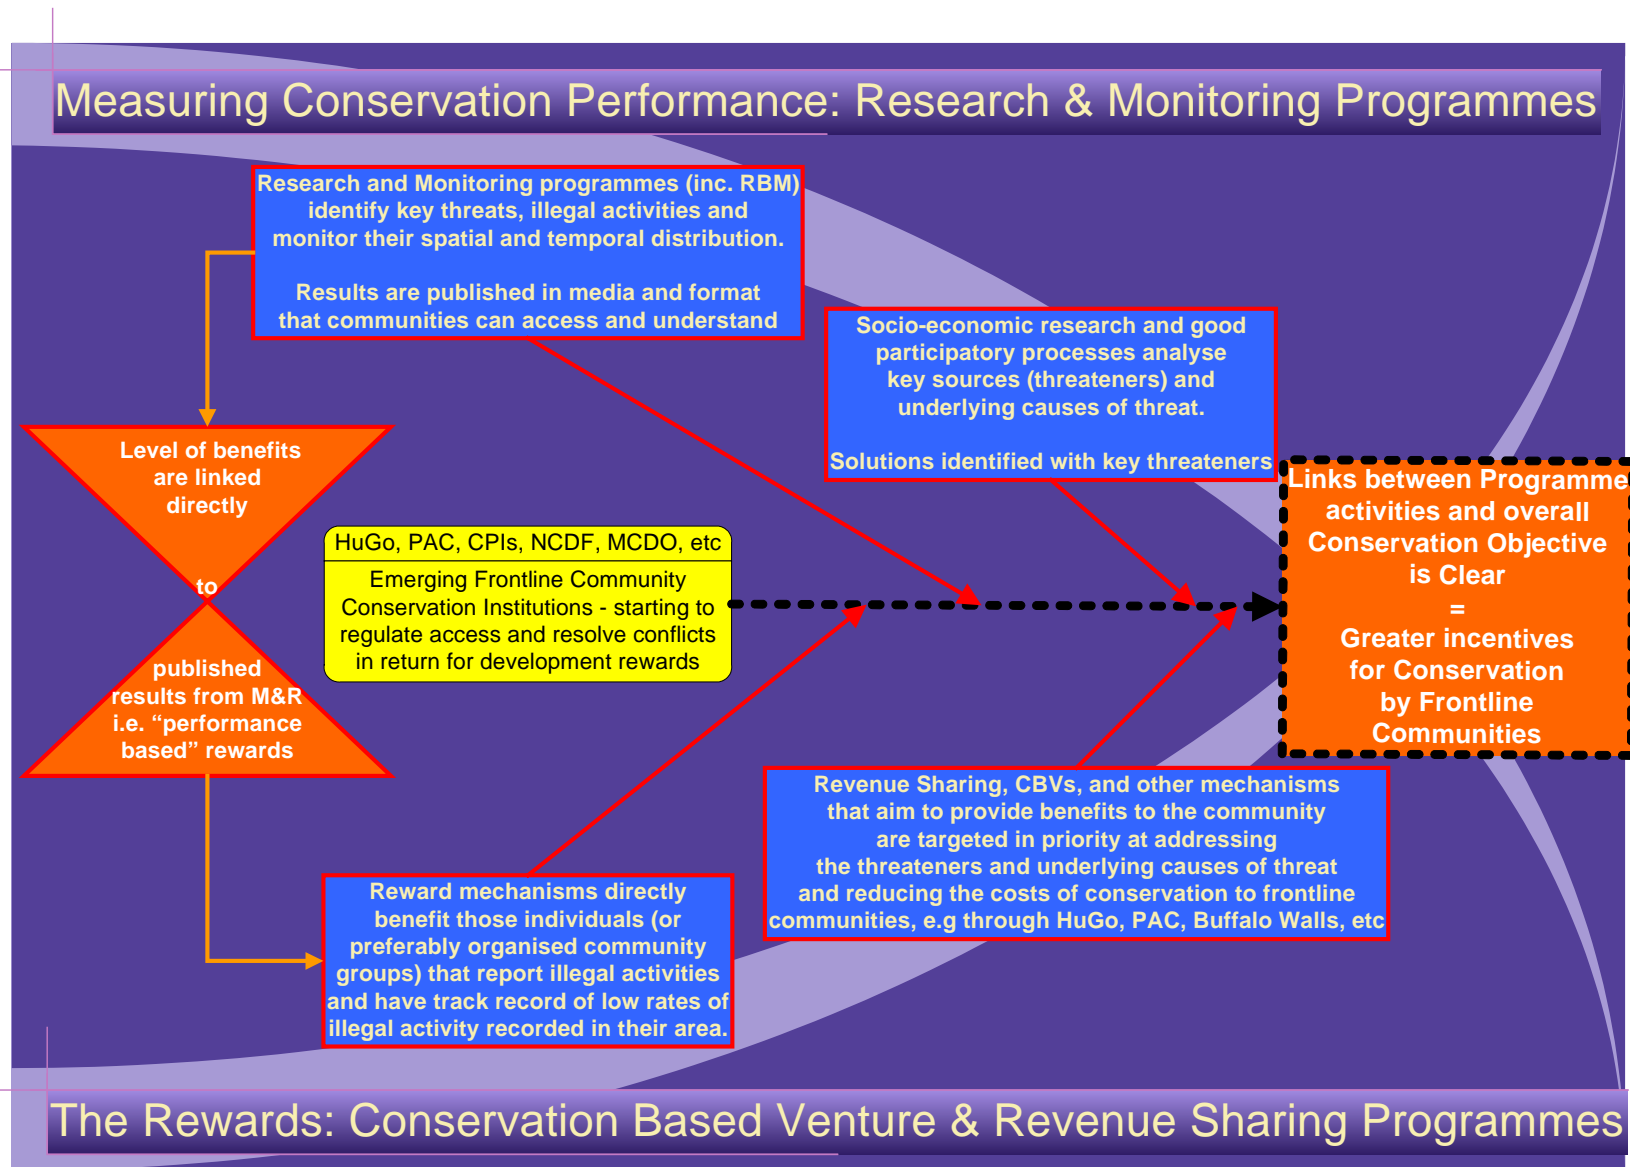 Measuring Conservation Performance: Research & Monitoring Programmes
Research and Monitoring programmes (inc. RBM)
identify key threats, illegal activities and
monitor their spatial and temporal distribution.
Results are published in media and format
that communities can access and understand
Socio-economic research and good
participatory processes analyse
key sources (threateners) and
underlying causes of threat.
Solutions identified with key threateners
Level of benefits
are linked
directly
to
published
results from M&R
i.e. “performance
based” rewards
HuGo, PAC, CPIs, NCDF, MCDO, etc
Emerging Frontline Community
Conservation Institutions - starting to
regulate access and resolve conflicts
in return for development rewards
Links between Programme
activities and overall
Conservation Objective
is Clear
=
Greater incentives
for Conservation
by Frontline
Communities
Revenue Sharing, CBVs, and other mechanisms
that aim to provide benefits to the community
are targeted in priority at addressing
the threateners and underlying causes of threat
and reducing the costs of conservation to frontline
communities, e.g through HuGo, PAC, Buffalo Walls, etc
Reward mechanisms directly
benefit those individuals (or
preferably organised community
groups) that report illegal activities
and have track record of low rates of
illegal activity recorded in their area.
The Rewards: Conservation Based Venture & Revenue Sharing Programmes